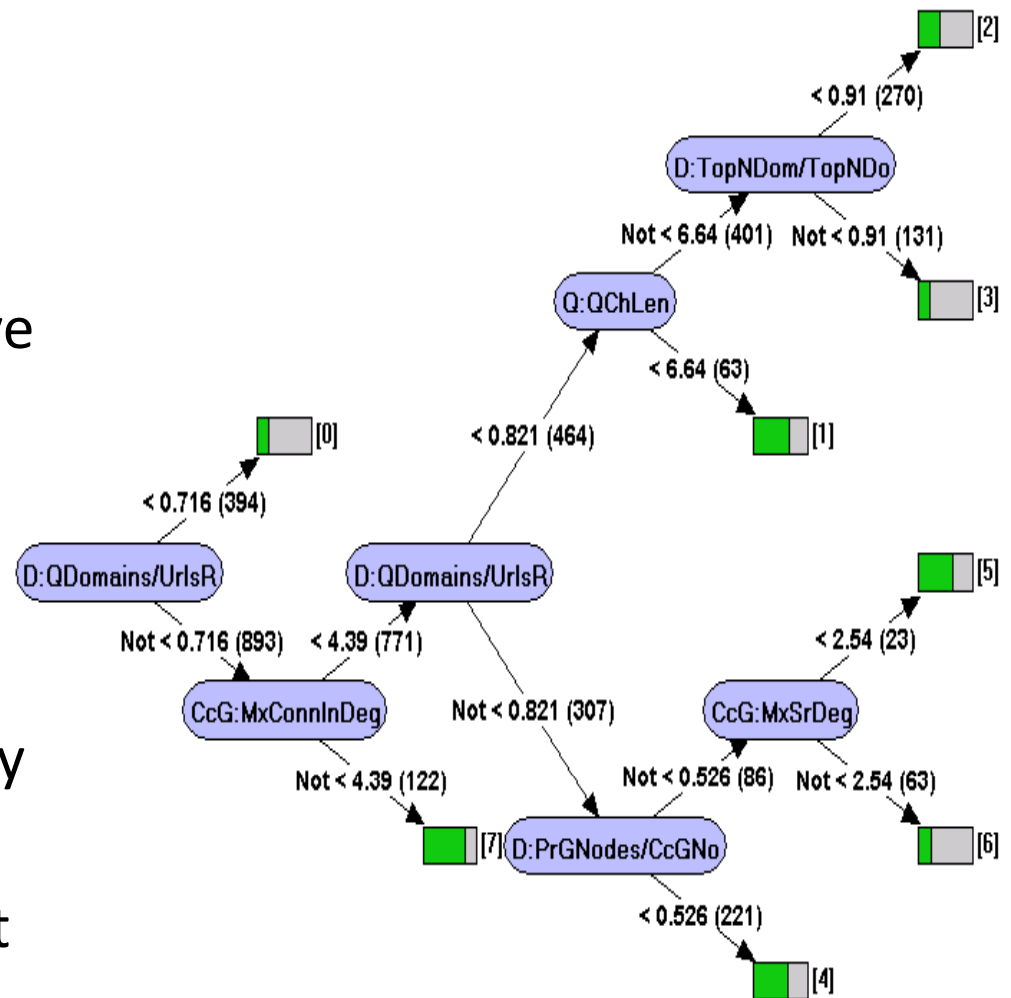 [2]
< 0.91 (270)
D:TopNDom/TopNDo
Not < 6.64 (401)
Not < 0.91 (131)
[3]
Q:QChLen
ve
< 6.64 (63)
< 0.821 (464)
[1]
[0]
< 0.716 (394)
D:QDomains/UrlsR
D:QDomains/UrlsR
[5]
Not < 0.716 (893)
< 4.39 (771)
< 2.54 (23)
CcG:MxConnInDeg
Not < 0.821 (307)
CcG:MxSrDeg
y
Not < 4.39 (122)
Not < 0.526 (86)
Not < 2.54 (63)
[7]
D:PrGNodes/CcGNo
[6]
< 0.526 (221)
t
[4]